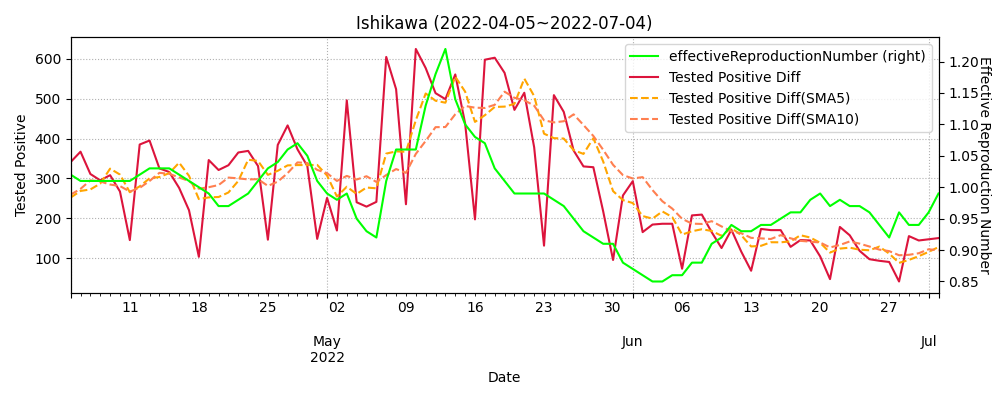 Ishikawa (2022-04-05~2022-07-04)
effectiveReproductionNumber (right)
Tested Positive Diff
Tested Positive Diff(SMA5)
Tested Positive Diff(SMA10)
Tested Positive
600
500
400
300
200
100
1.20
1.15
1.10
1.05
1.00
0.95
0.90
0.85
Effective Reproduction Number
11 18 25 02 09 16 23 30 06 13 20 27
May Jun Jul
2022
Date